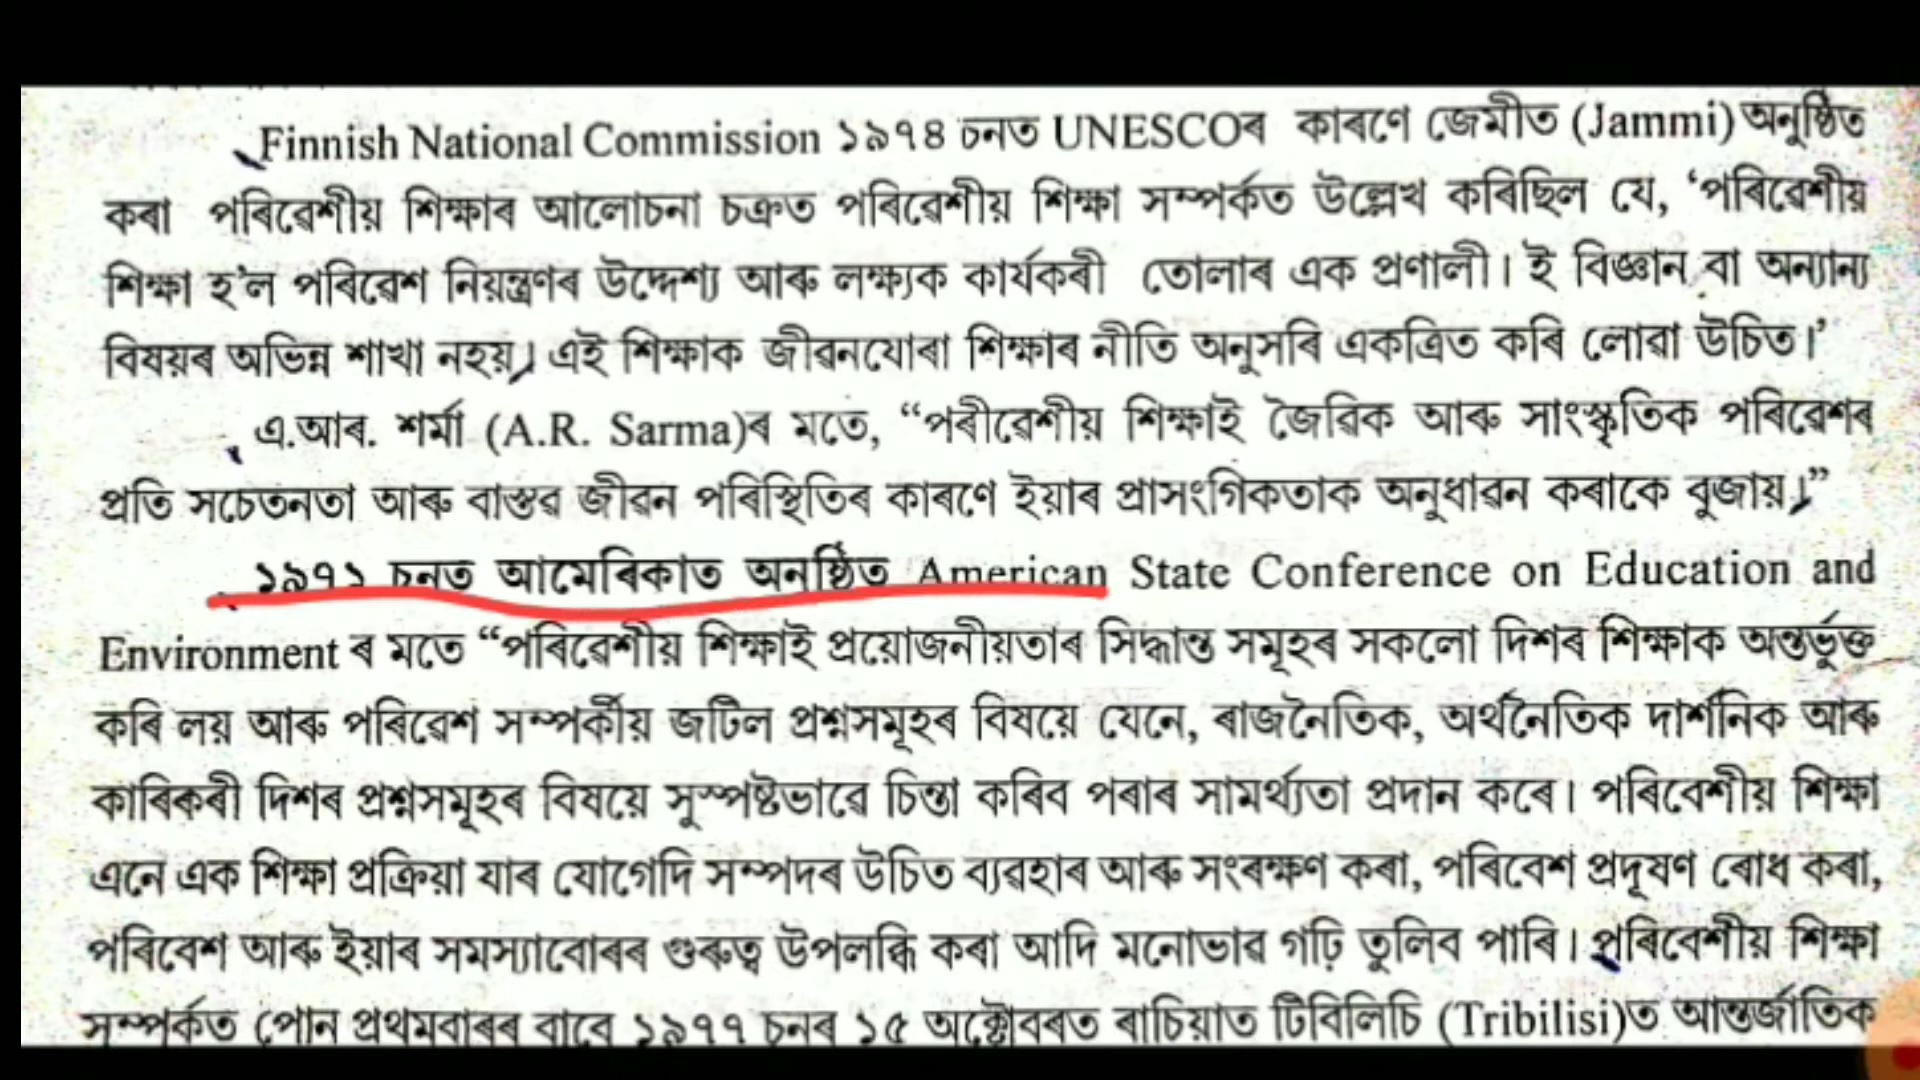 Finnish National Commission ১৯৭৪ চনত UNESCOৰ কাৰণে জেমীত (Jammi) অনুষ্ঠিত
কৰা পৰিৱেশীয় শিক্ষাৰ আলোচনা চক্ৰত পৰিৱেশীয় শিক্ষা সম্পৰ্কত উল্লেখ কৰিছিল যে, ‘পৰিৱেশীয়
শিক্ষা হ’ল পৰিৱেশ নিয়ন্ত্ৰণৰ উদ্দেশ্য আৰু লক্ষ্যক কাৰ্যকৰী তোলাৰ এক প্ৰণালী। ই বিজ্ঞান বা অন্যান্য
বিষয়ৰ অভিন্ন শাখা নহয়। এই শিক্ষাক জীৱনযোৰা শিক্ষাৰ নীতি অনুসৰি একত্ৰিত কৰি লোৱা উচিত।’
এ.আৰ. শৰ্মা (A.R. Sarma)ৰ মতে, “পৰীৱেশীয় শিক্ষাই জৈৱিক আৰু সাংস্কৃতিক পৰিৱেশৰ
প্ৰতি সচেতনতা আৰু বাস্তৱ জীৱন পৰিস্থিতিৰ কাৰণে ইয়াৰ প্ৰাসংগিকতাক অনুধাৱন কৰাকে বুজায়।”
১৯৭১ চনত আমেৰিকাত অনুষ্ঠিত American State Conference on Education and
Environment ৰ মতে “পৰিৱেশীয় শিক্ষাই প্ৰয়োজনীয়তাৰ সিদ্ধান্ত সমূহৰ সকলো দিশৰ শিক্ষাক অন্তৰ্ভুক্ত
কৰি লয় আৰু পৰিৱেশ সম্পৰ্কীয় জটিল প্ৰশ্নসমূহৰ বিষয়ে যেনে, ৰাজনৈতিক, অৰ্থনৈতিক দাৰ্শনিক আৰু
কাৰিকৰী দিশৰ প্ৰশ্নসমূহৰ বিষয়ে সুস্পষ্টভাৱে চিন্তা কৰিব পৰাৰ সামৰ্থ্যতা প্ৰদান কৰে। পৰিবেশীয় শিক্ষা
এনে এক শিক্ষা প্ৰক্ৰিয়া যাৰ যোগেদি সম্পদৰ উচিত ব্যৱহাৰ আৰু সংৰক্ষণ কৰা, পৰিবেশ প্ৰদূষণ ৰোধ কৰা,
পৰিবেশ আৰু ইয়াৰ সমস্যাবোৰৰ গুৰুত্ব উপলব্ধি কৰা আদি মনোভাৱ গঢ়ি তুলিব পাৰি। পৰিবেশীয় শিক্ষা
সম্পৰ্কত পোন প্ৰথমবাৰৰ বাবে ১৯৭৭ চনৰ ১৫ অক্টোবৰত ৰাচিয়াত টিবিলিচি (Tribilisi)ত আন্তৰ্জাতিক